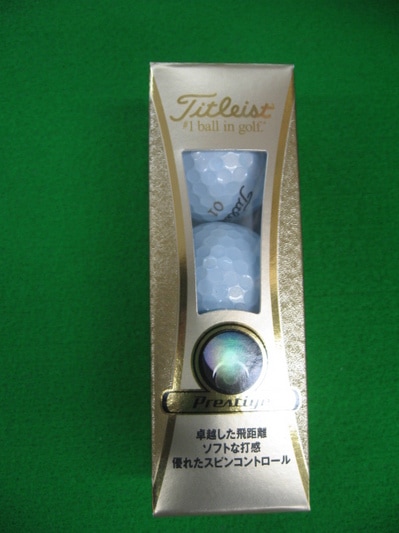 Titleist
#1 ball in golf.™
Prestige
卓越した飛距離
ソフトな打感
優れたスピンコントロール